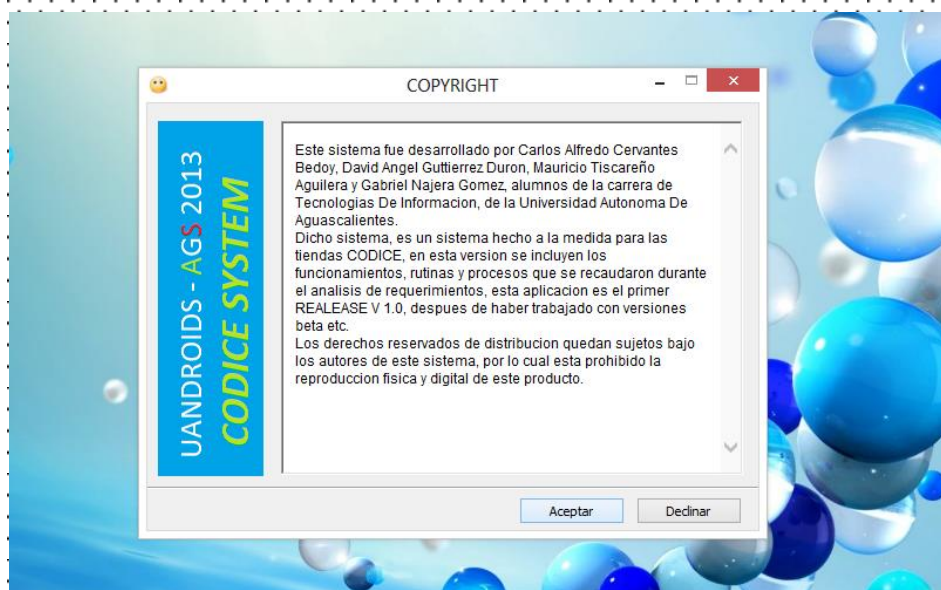 COPYRIGHT
UANDROIDS - AGS 2013
CODICE SYSTEM
Este sistema fue desarrollado por Carlos Alfredo Cervantes
Bedoy, David Angel Guttierrez Duron, Mauricio Tiscareño
Aguilera y Gabriel Najera Gomez, alumnos de la carrera de
Tecnologias De Informacion, de la Universidad Autonoma De
Aguascalientes.
Dicho sistema, es un sistema hecho a la medida para las
tiendas CODICE, en esta version se incluyen los
funcionamientos, rutinas y procesos que se recaudaron durante
el analisis de requerimientos, esta aplicacion es el primer
REALEASE V 1.0, despues de haber trabajado con versiones
beta etc.
Los derechos reservados de distribucion quedan sujetos bajo
los autores de este sistema, por lo cual esta prohibido la
reproduccion fisica y digital de este producto.
Aceptar
Declinar